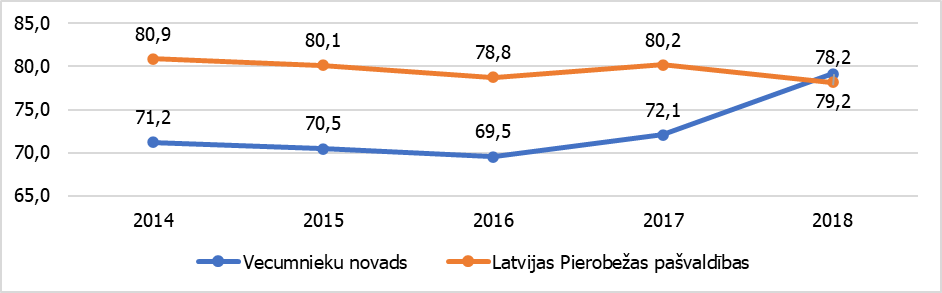 85,0
80,0
75,0
70,0
65,0
80,9 80,1 78,8 80,2 78,2
71,2 70,5 69,5 72,1 79,2
2014 2015 2016 2017 2018
Vecumnieku novads Latvijas Pierobežas pašvaldības